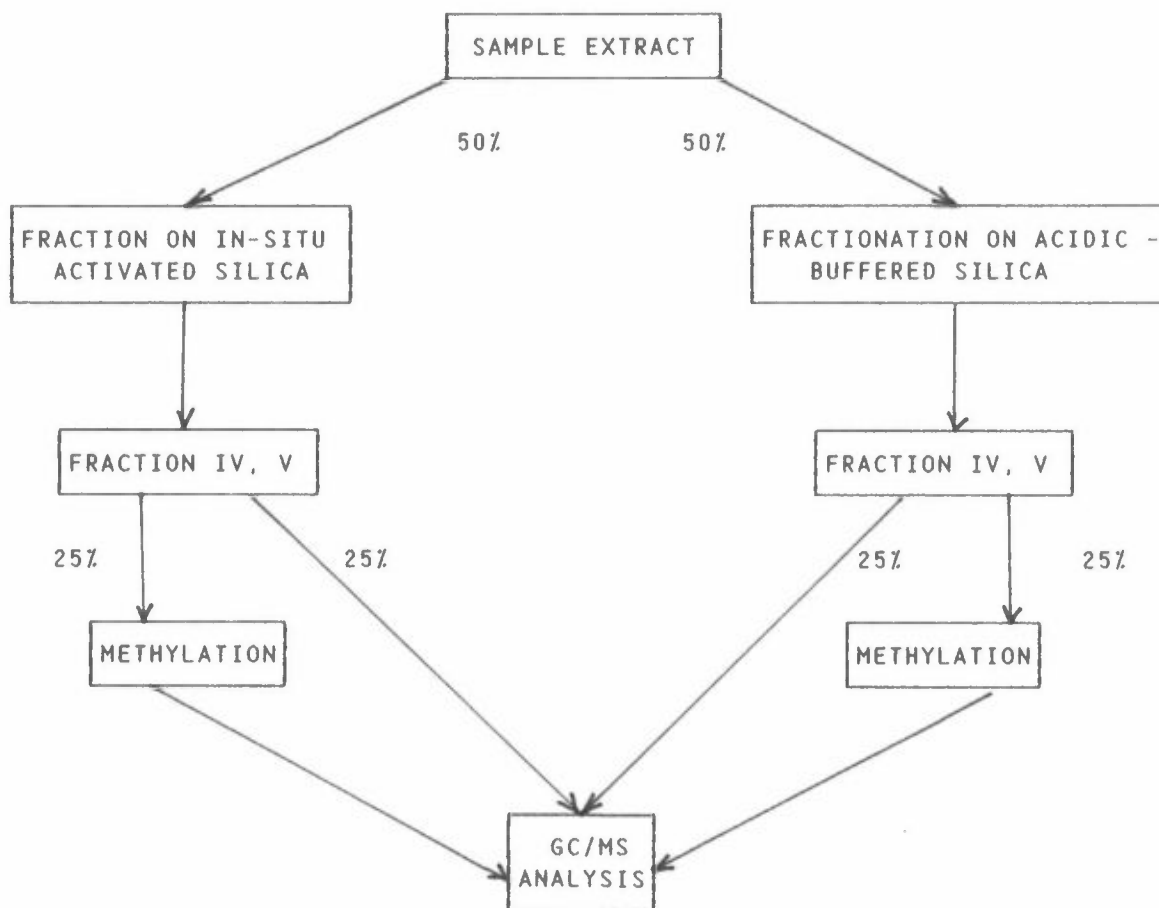 SAMPLE EXTRACT
50%
50%
FRACTION ON IN-SITU
ACTIVATED SILICA
FRACTIONATION ON ACIDIC -
BUFFERED SILICA
FRACTION IV, V
FRACTION IV, V
25%
25%
25%
25%
METHYLATION
METHYLATION
GC/MS
ANALYSIS